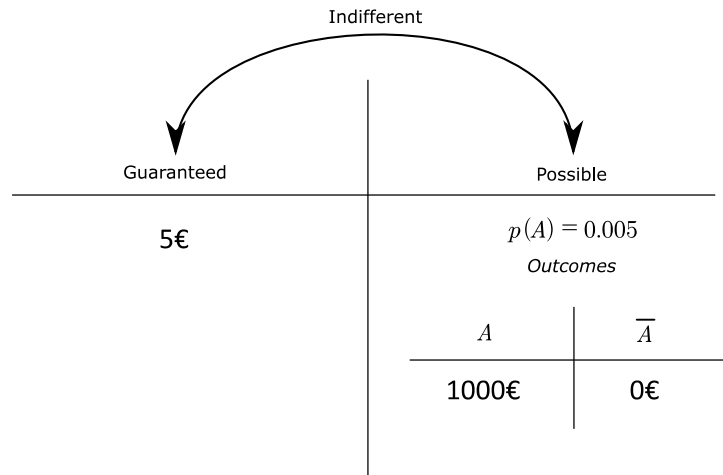 Indifferent
Guaranteed
Possible
5€
p(A) = 0.005
Outcomes
A
A̅
1000€
0€